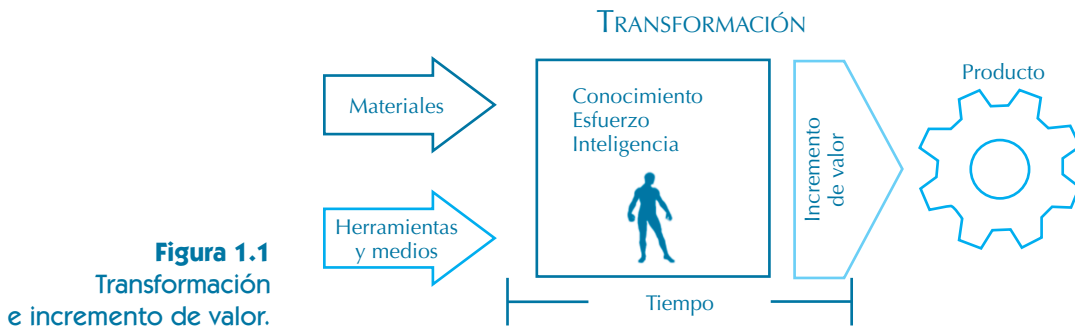 TRANSFORMACIÓN
Materiales
Herramientas
y medios
Conocimiento
Esfuerzo
Inteligencia
Incremento
de valor
Producto
Tiempo
Figura 1.1
Transformación
e incremento de valor.